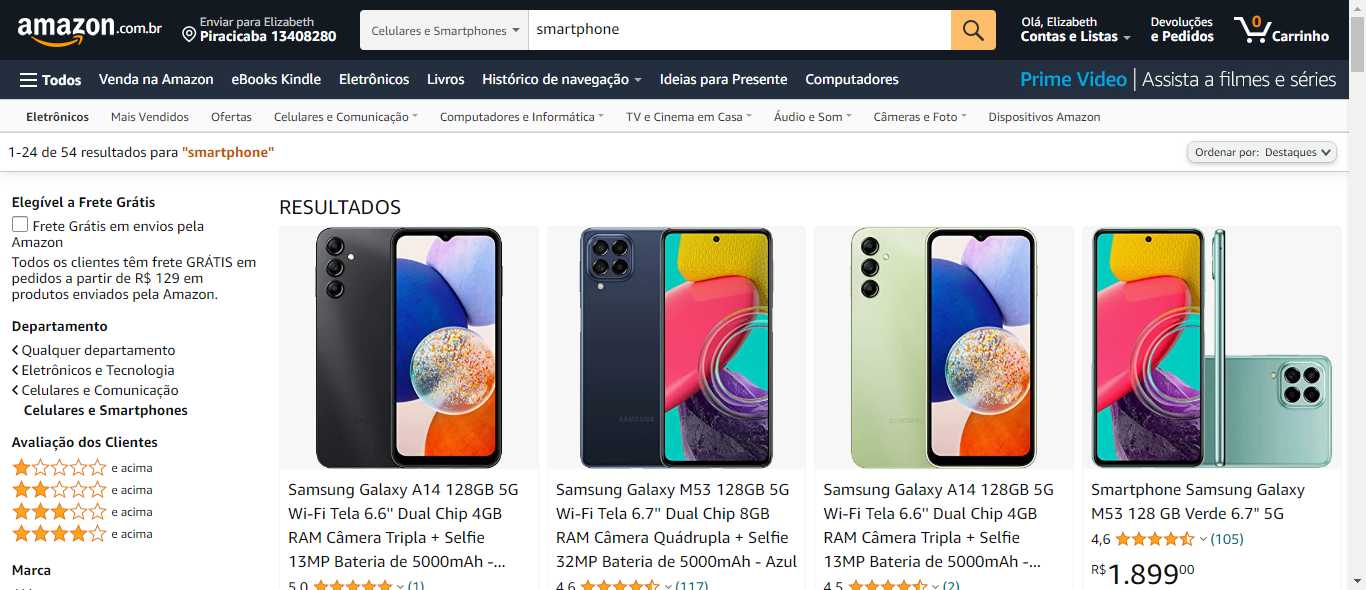 amazon.com.br
Enviar para Elizabeth
Piracicaba 13408280
Celulares e Smartphones
smartphone
Olá, Elizabeth
Contas e Listas
Devoluções
e Pedidos
0
Carrinho
Todos
Venda na Amazon
eBooks Kindle
Eletrônicos
Livros
Histórico de navegação
Ideias para Presente
Computadores
Prime Video | Assista a filmes e séries
Eletrônicos
Mais Vendidos
Ofertas
Celulares e Comunicação
Computadores e Informática
TV e Cinema em Casa
Áudio e Som
Câmeras e Foto
Dispositivos Amazon
1-24 de 54 resultados para "smartphone"
Ordenar por: Destaques
Elegível a Frete Grátis
Frete Grátis em envios pela
Amazon
Todos os clientes têm frete GRÁTIS em
pedidos a partir de R$ 129 em
produtos enviados pela Amazon.
Departamento
Qualquer departamento
Eletrônicos e Tecnologia
Celulares e Comunicação
Celulares e Smartphones
Avaliação dos Clientes
e acima
e acima
e acima
e acima
Marca
RESULTADOS
SAMSUNG
Samsung Galaxy A14 128GB 5G
Wi-Fi Tela 6.6'' Dual Chip 4GB
RAM Câmera Tripla + Selfie
13MP Bateria de 5000mAh -...
5,0 (1)
Samsung Galaxy M53 128GB 5G
Wi-Fi Tela 6.7'' Dual Chip 8GB
RAM Câmera Quádrupla + Selfie
32MP Bateria de 5000mAh - Azul
4,6 (117)
Samsung Galaxy A14 128GB 5G
Wi-Fi Tela 6.6'' Dual Chip 4GB
RAM Câmera Tripla + Selfie
13MP Bateria de 5000mAh -...
4,5 (2)
Smartphone Samsung Galaxy
M53 128 GB Verde 6.7" 5G
4,6 (105)
R$1.89900